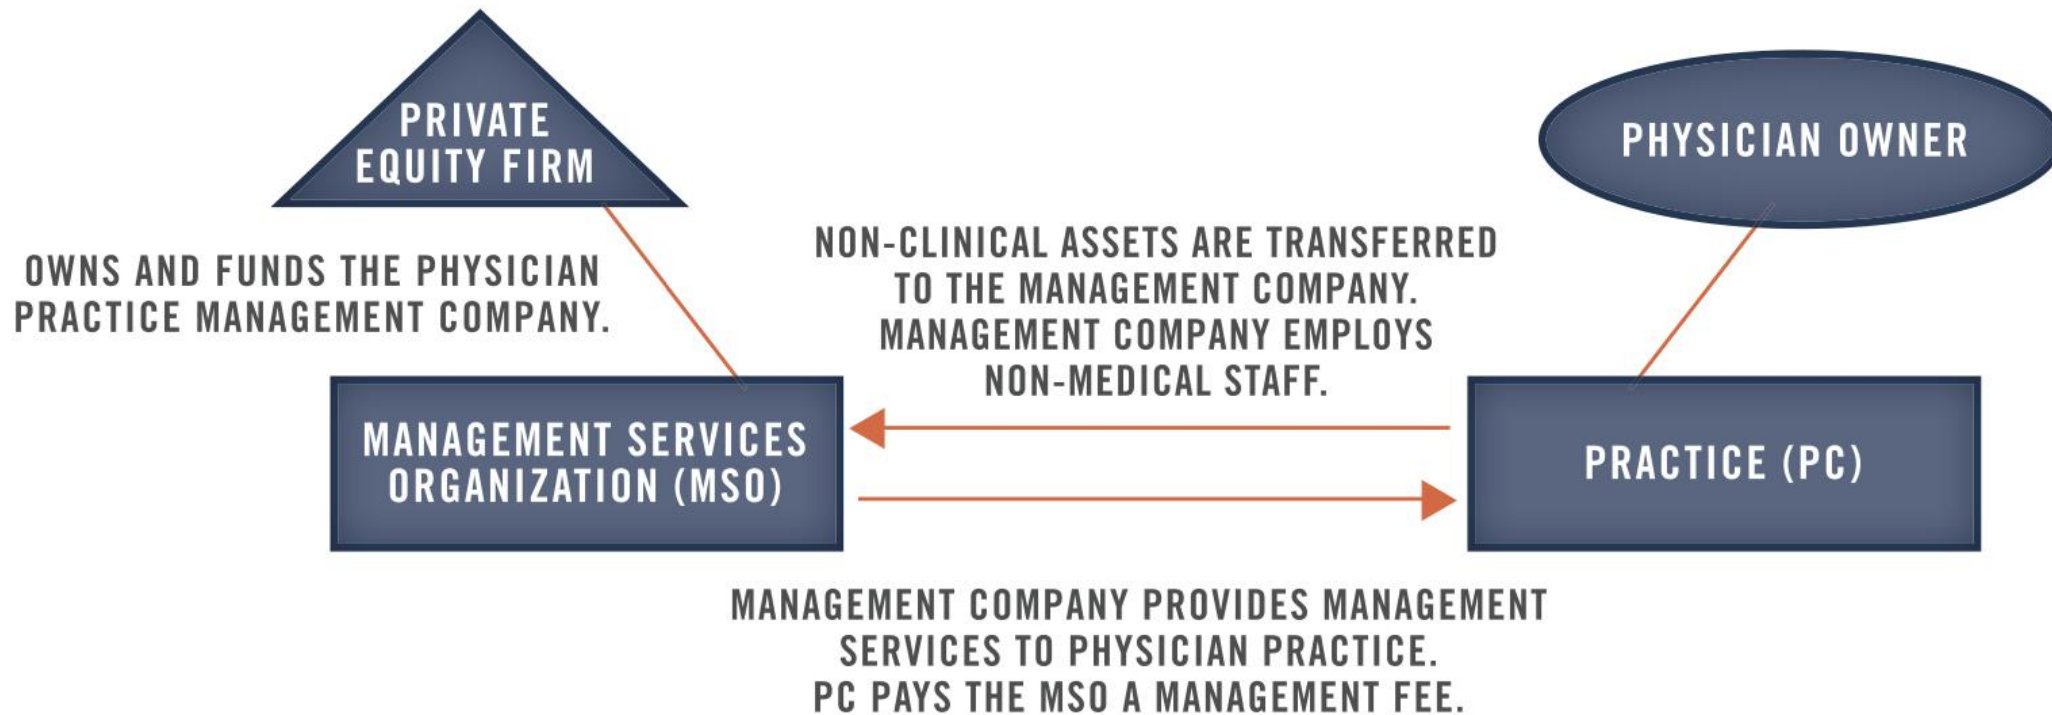 PRIVATE
EQUITY FIRM
PHYSICIAN OWNER
OWNS AND FUNDS THE PHYSICIAN
PRACTICE MANAGEMENT COMPANY.
NON-CLINICAL ASSETS ARE TRANSFERRED
TO THE MANAGEMENT COMPANY.
MANAGEMENT COMPANY EMPLOYS
NON-MEDICAL STAFF.
MANAGEMENT SERVICES
ORGANIZATION (MSO)
PRACTICE (PC)
MANAGEMENT COMPANY PROVIDES MANAGEMENT
SERVICES TO PHYSICIAN PRACTICE.
PC PAYS THE MSO A MANAGEMENT FEE.